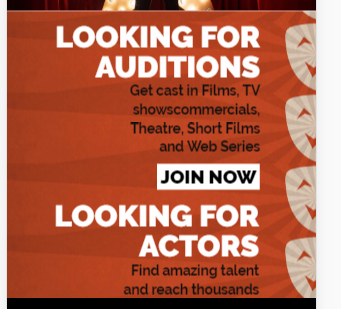 LOOKING FOR
AUDITIONS
Get cast in Films, TV
showscommercials,
Theatre, Short Films
and Web Series
JOIN NOW
LOOKING FOR
ACTORS
Find amazing talent
and reach thousands